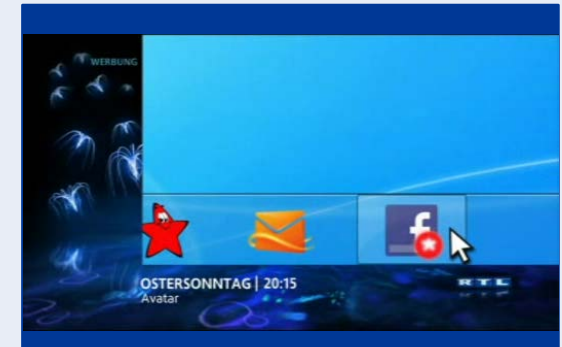 WERBUNG
f
OSTERSONNTAG | 20:15
Avatar
RTL